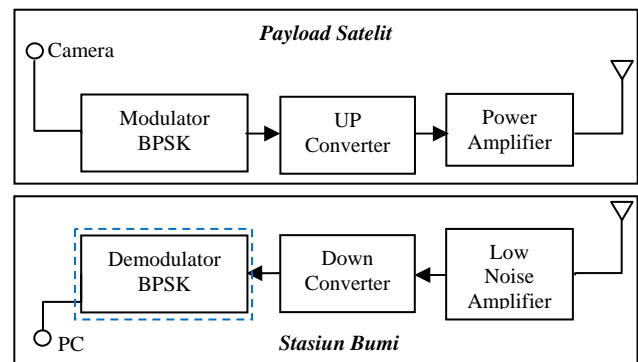 Payload Satelit
Camera
Modulator
BPSK
UP
Converter
Power
Amplifier
Demodulator
BPSK
Down
Converter
Low
Noise
Amplifier
PC
Stasiun Bumi